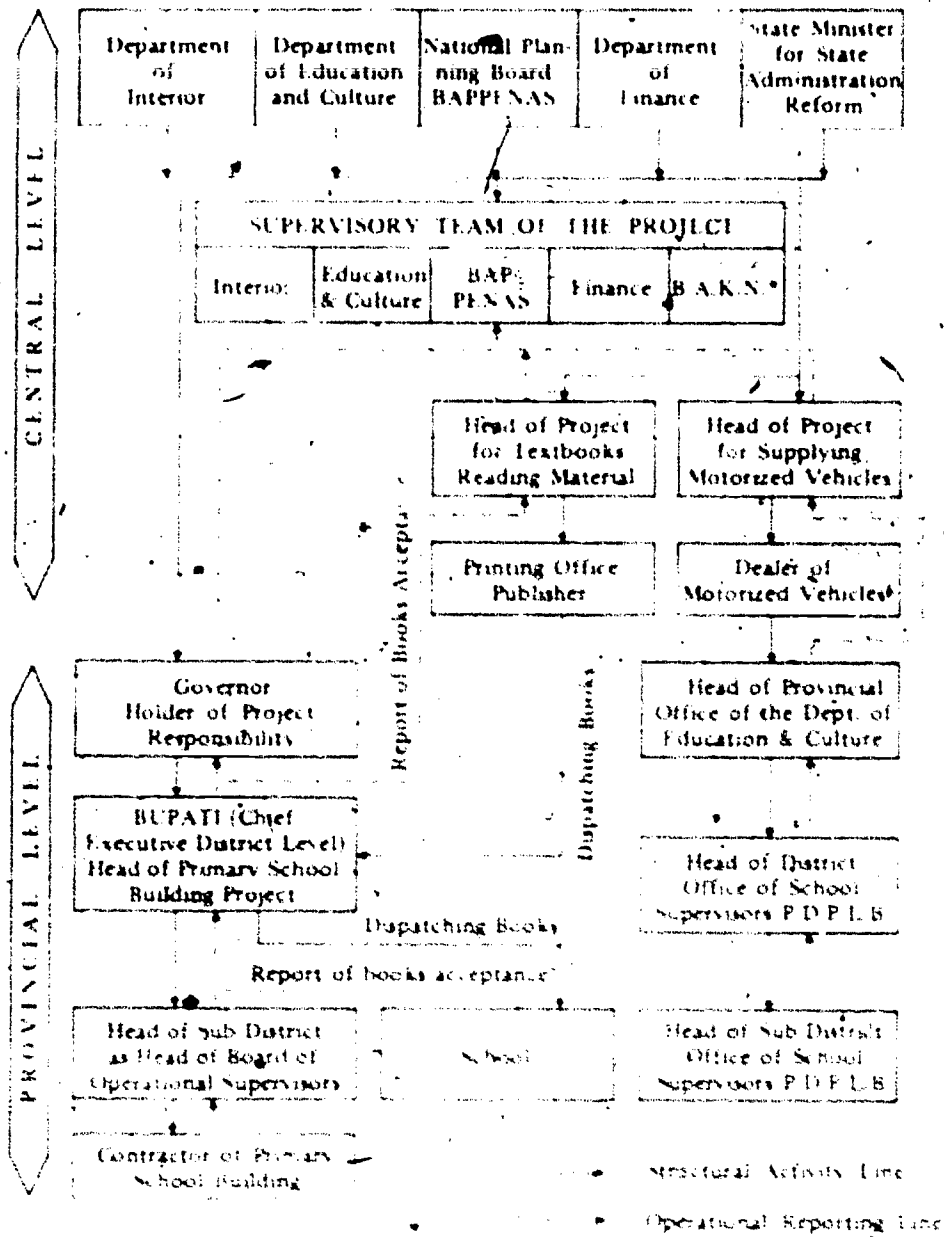 CENTRAL LEVEL
Department
of
Interior
Department
of Education
and Culture
National Plan-
ning Board
BAPPENAS
Department
of
Finance
State Minister
for State
Administration
Reform
SUPERVISORY TEAM OF THE PROJECT
Interior
Education
& Culture
BAP-
PENAS
Finance
B.A.K.N.*
Head of Project
for Textbooks
Reading Material
Head of Project
for Supplying
Motorized Vehicles
Report of Books Accepta
Printing Office
Publisher
Dealer of
Motorized Vehicles
PROVINCIAL LEVEL
Governor
Holder of Project
Responsibility
Dispatching Books
Head of Provincial
Office of the Dept. of
Education & Culture
BUPATI (Chief
Executive District Level)
Head of Primary School
Building Project
Head of District
Office of School
Supervisors P D P L B
Dispatching Books
Report of books acceptance
Head of Sub District
as Head of Board of
Operational Supervisors
School
Head of Sub District
Office of School
Supervisors P D P L B
Contractor of Primary
School Building
Structural Activity Line
Operational Reporting Line